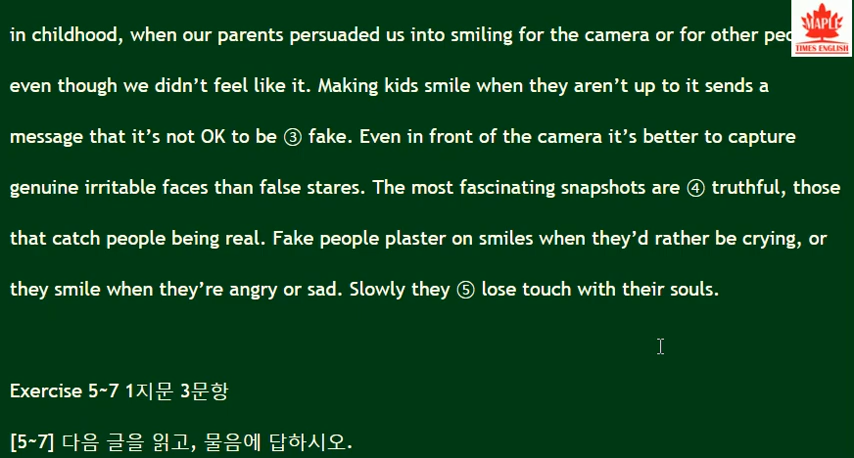 in childhood, when our parents persuaded us into smiling for the camera or for other
MAPLE
TIMES ENGLISH
even though we didn't feel like it. Making kids smile when they aren't up to it sends a
message that it's not OK to be ③ fake. Even in front of the camera it's better to capture
genuine irritable faces than false stares. The most fascinating snapshots are ④ truthful, those
that catch people being real. Fake people plaster on smiles when they'd rather be crying, or
they smile when they're angry or sad. Slowly they ⑤ lose touch with their souls.
Exercise 5~7 1지문 3문항
[5~7] 다음 글을 읽고, 물음에 답하시오.